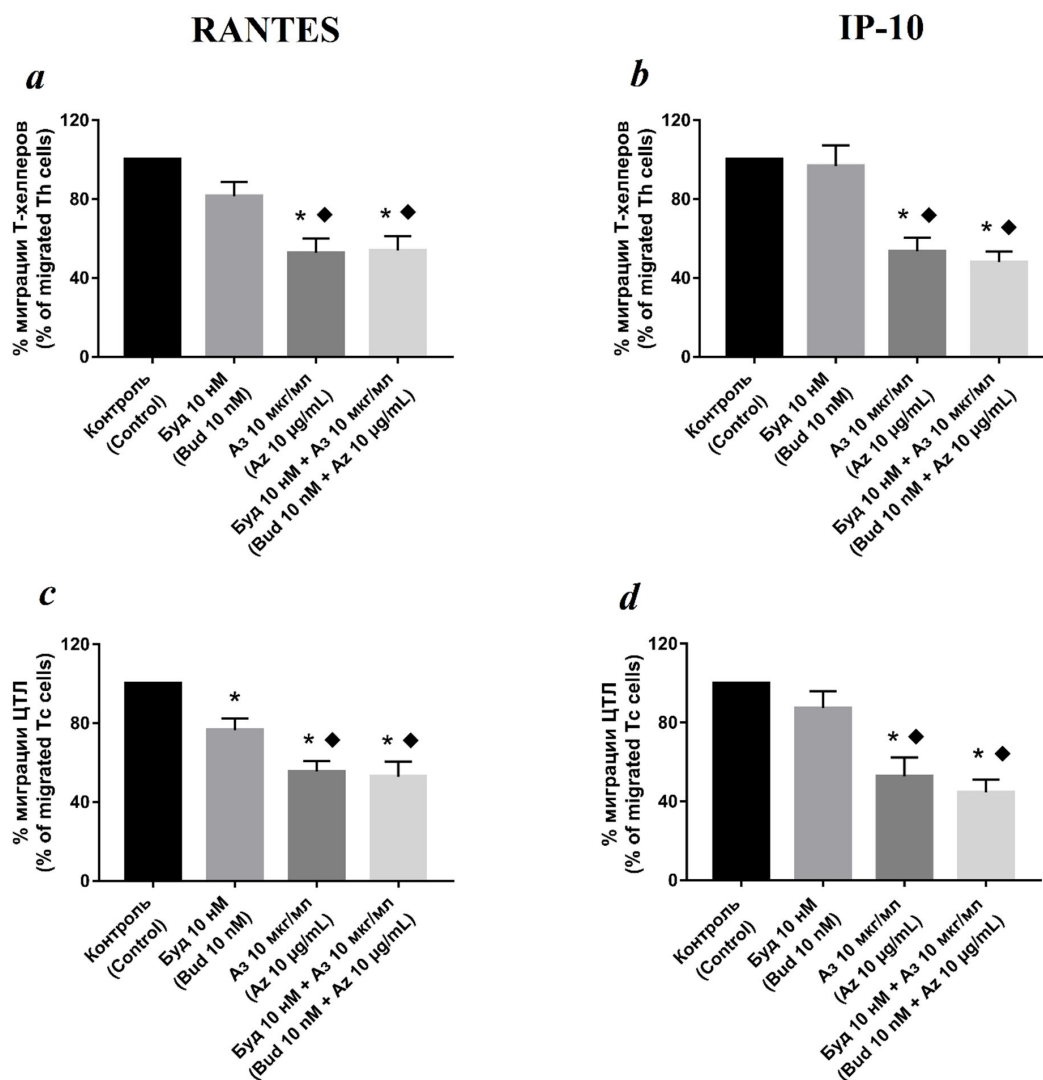 RANTES
IP-10
a
% миграции Т-хелперов
(% of migrated Th cells)
120
80
40
0
* ◆
* ◆
Контроль
(Control)
Буд 10 нМ
(Bud 10 nM)
Аз 10 мкг/мл
(Az 10 µg/mL)
Буд 10 нМ + Аз 10 мкг/мл
(Bud 10 nM + Az 10 µg/mL)
b
% миграции Т-хелперов
(% of migrated Th cells)
120
80
40
0
* ◆
* ◆
Контроль
(Control)
Буд 10 нМ
(Bud 10 nM)
Аз 10 мкг/мл
(Az 10 µg/mL)
Буд 10 нМ + Аз 10 мкг/мл
(Bud 10 nM + Az 10 µg/mL)
c
% миграции ЦТЛ
(% of migrated Tc cells)
120
80
40
0
*
* ◆
* ◆
Контроль
(Control)
Буд 10 нМ
(Bud 10 nM)
Аз 10 мкг/мл
(Az 10 µg/mL)
Буд 10 нМ + Аз 10 мкг/мл
(Bud 10 nM + Az 10 µg/mL)
d
% миграции ЦТЛ
(% of migrated Tc cells)
120
80
40
0
* ◆
* ◆
Контроль
(Control)
Буд 10 нМ
(Bud 10 nM)
Аз 10 мкг/мл
(Az 10 µg/mL)
Буд 10 нМ + Аз 10 мкг/мл
(Bud 10 nM + Az 10 µg/mL)